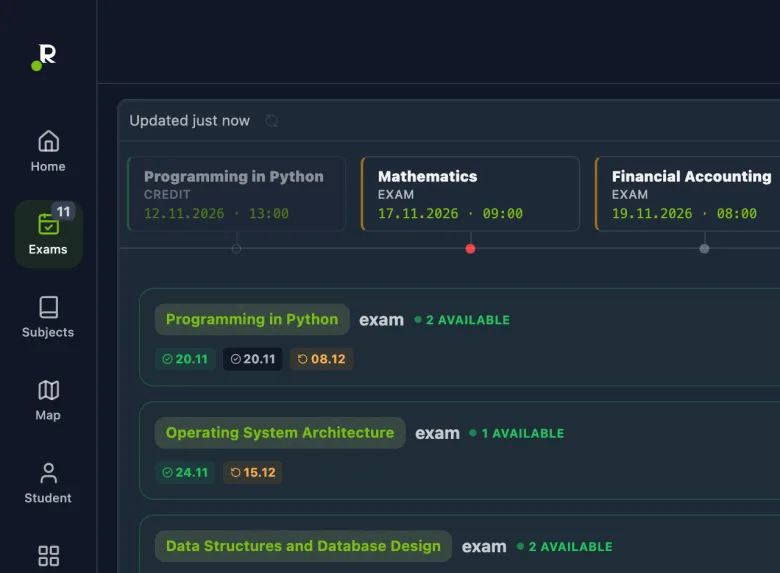 R
Updated just now
Home
11
Exams
Subjects
Map
Student
Programming in Python
CREDIT
12.11.2026 · 13:00
Mathematics
EXAM
17.11.2026 · 09:00
Financial Accounting
EXAM
19.11.2026 · 08:00
Programming in Python exam 2 AVAILABLE
20.11 20.11 08.12
Operating System Architecture exam 1 AVAILABLE
24.11 15.12
Data Structures and Database Design exam 2 AVAILABLE